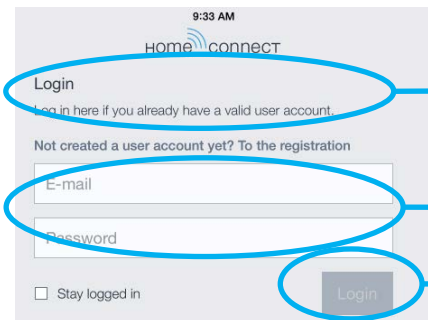 9:33 AM
HOME CONNECT
Login
Log in here if you already have a valid user account.
Not created a user account yet? To the registration
E-mail
Password
Stay logged in
Login